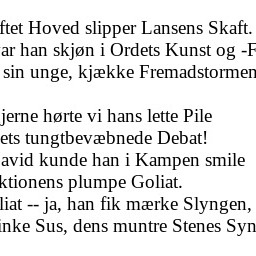 ftet Hoved slipper Lansens Skaft.
ar han skjøn i Ordets Kunst og -F
sin unge, kjække Fremadstormen
jerne hørte vi hans lette Pile
ets tungtbevæbnede Debat!
avid kunde han i Kampen smile
ktionens plumpe Goliat.
liat -- ja, han fik mærke Slyngen,
inke Sus, dens muntre Stenes Syn